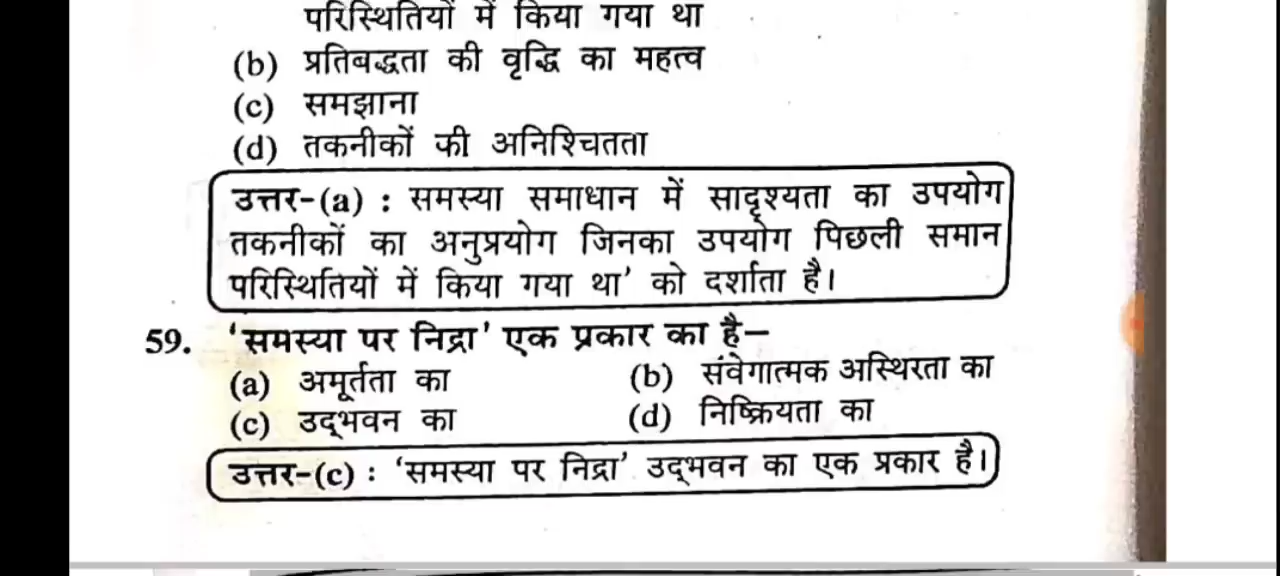 परिस्थितियों में किया गया था
(b) प्रतिबद्धता की वृद्धि का महत्व
(c) समझाना
(d) तकनीकों की अनिश्चितता
उत्तर-(a) : समस्या समाधान में सादृश्यता का उपयोग
तकनीकों का अनुप्रयोग जिनका उपयोग पिछली समान
परिस्थितियों में किया गया था’ को दर्शाता है।
59. ‘समस्या पर निद्रा’ एक प्रकार का है–
(a) अमूर्तता का (b) संवेगात्मक अस्थिरता का
(c) उद्भवन का (d) निष्क्रियता का
उत्तर-(c) : ‘समस्या पर निद्रा’ उद्भवन का एक प्रकार है।